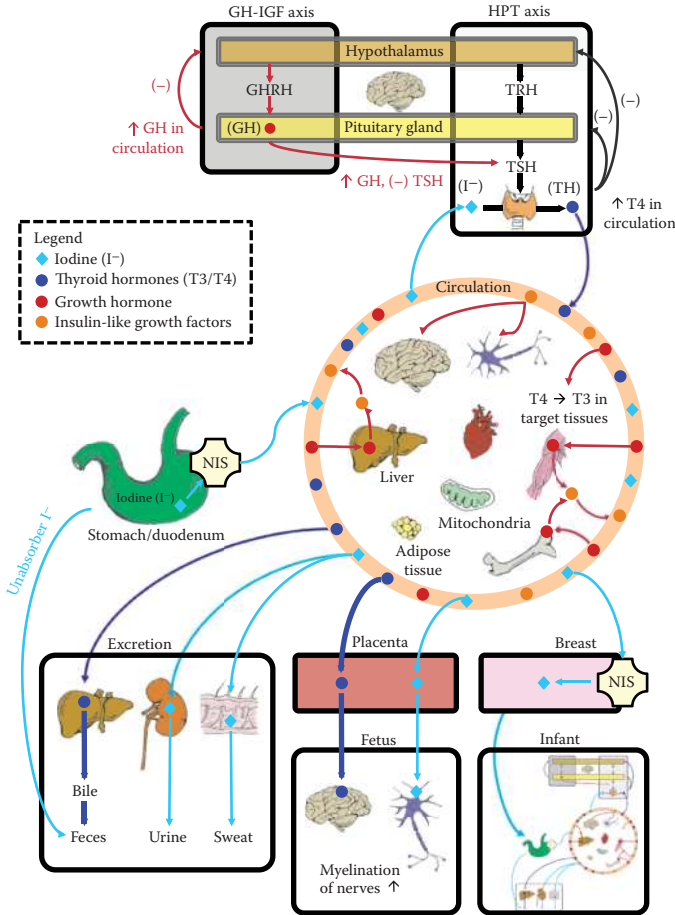 GH-IGF axis
HPT axis
Hypothalamus
(–)
GHRH
TRH
(–)
(–)
↑ GH in
circulation
(GH)
Pituitary gland
TSH
↑ GH, (–) TSH
(I–)
(TH)
↑ T4 in
circulation
Legend
Iodine (I–)
Thyroid hormones (T3/T4)
Growth hormone
Insulin-like growth factors
Circulation
T4 → T3 in
target tissues
Liver
NIS
Iodine (I–)
Stomach/duodenum
Mitochondria
Adipose
tissue
Unabsorber I–
Excretion
Placenta
Breast
NIS
Bile
Feces
Urine
Sweat
Fetus
Myelination
of nerves ↑
Infant